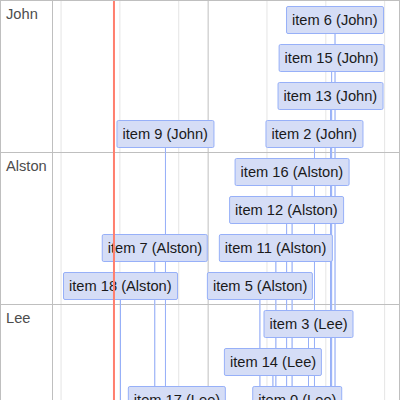 John
item 6 (John)
item 15 (John)
item 13 (John)
item 9 (John)
item 2 (John)
Alston
item 16 (Alston)
item 12 (Alston)
item 7 (Alston)
item 11 (Alston)
item 18 (Alston)
item 5 (Alston)
Lee
item 3 (Lee)
item 14 (Lee)
item 17 (Lee)
item 0 (Lee)